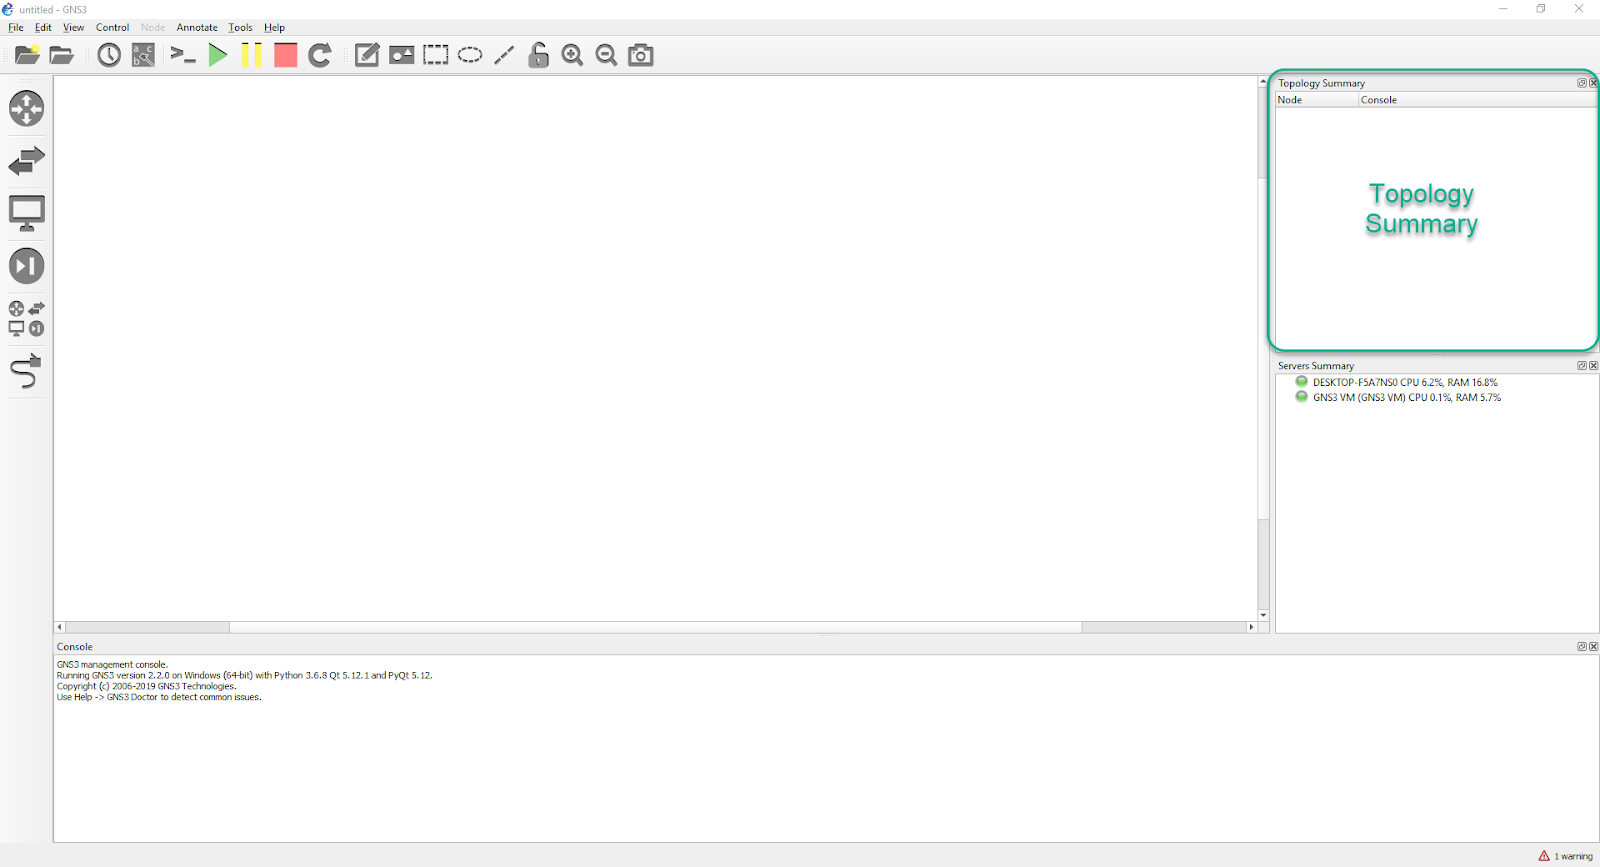 untitled - GNS3
File Edit View Control Node Annotate Tools Help
Topology Summary
Node Console
Topology
Summary
Servers Summary
DESKTOP-F5A7NS0 CPU 6.2%, RAM 16.8%
GNS3 VM (GNS3 VM) CPU 0.1%, RAM 5.7%
Console
GNS3 management console.
Running GNS3 version 2.2.0 on Windows (64-bit) with Python 3.6.8 Qt 5.12.1 and PyQt 5.12.
Copyright (c) 2006-2019 GNS3 Technologies.
Use Help -> GNS3 Doctor to detect common issues.
1 warning